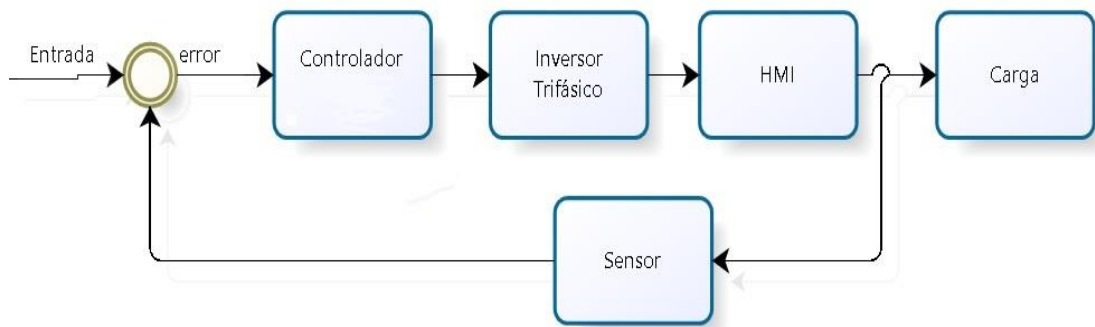 Entrada
error
Controlador
Inversor
Trifásico
HMI
Carga
Sensor